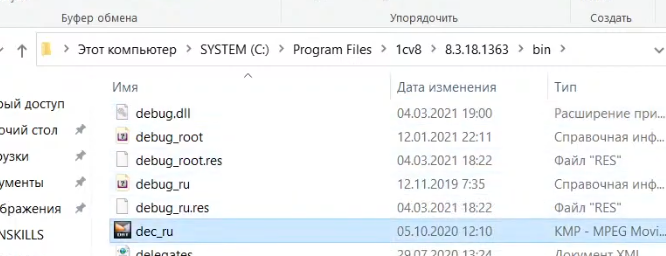 Буфер обмена Упорядочить Создать
Этот компьютер SYSTEM (C:) Program Files 1cv8 8.3.18.1363 bin
Имя Дата изменения Тип
рый доступ debug.dll 04.03.2021 19:00 Расширение при...
очий стол debug_root 12.01.2021 22:11 Справочная инфа...
рузки debug_root.res 04.03.2021 18:22 Файл "RES"
ументы debug_ru 12.11.2019 7:35 Справочная инфа...
бражения debug_ru.res 04.03.2021 18:22 Файл "RES"
NSKILLS dec_ru 05.10.2020 12:10 KMP - MPEG Movi...
delegates 29.07.2020 13:24 Документ XML